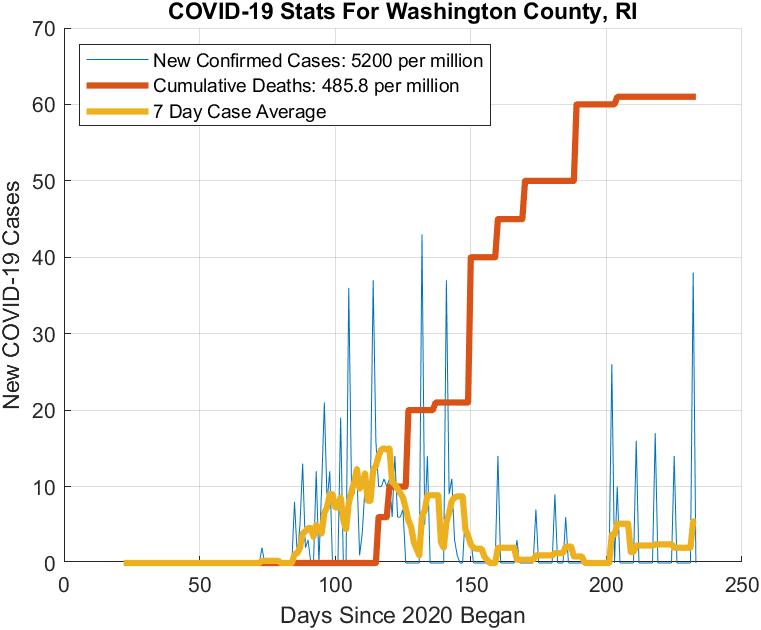 COVID-19 Stats For Washington County, RI
New Confirmed Cases: 5200 per million
Cumulative Deaths: 485.8 per million
7 Day Case Average
New COVID-19 Cases
70
60
50
40
30
20
10
0
0 50 100 150 200 250
Days Since 2020 Began